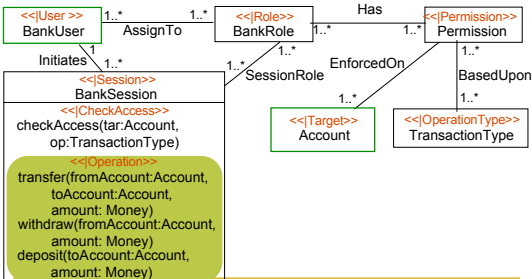 <<|User >>
BankUser
1..*
AssignTo
1..*
<<|Role>>
BankRole
Has
1..*
1..*
<<|Permission>>
Permission
Initiates
1
1..*
1..*
SessionRole
EnforcedOn
1..*
1..*
BasedUpon
1..*
<<|Session>>
BankSession
<<|CheckAccess>>
checkAccess(tar:Account,
op:TransactionType)
<<|Target>>
Account
<<|OperationType>>
TransactionType
<<|Operation>>
transfer(fromAccount:Account,
toAccount:Account,
amount: Money)
withdraw(fromAccount:Account,
amount: Money)
deposit(toAccount:Account,
amount: Money)